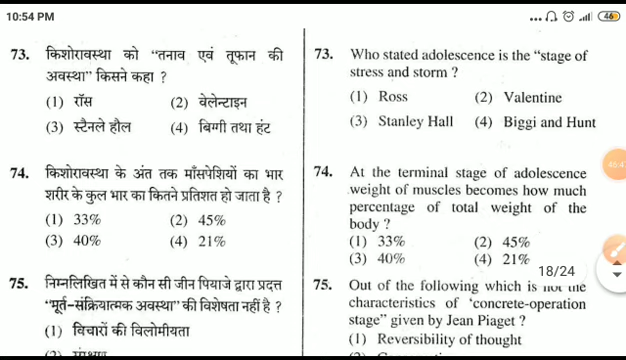 10:54 PM
46
73. किशोरावस्था को "तनाव एवं तूफान की
अवस्था" किसने कहा ?
(1) रॉस (2) वेलेन्टाइन
(3) स्टैनले हौल (4) बिग्गी तथा हंट
74. किशोरावस्था के अंत तक माँसपेशियों का भार
शरीर के कुल भार का कितने प्रतिशत हो जाता है ?
(1) 33% (2) 45%
(3) 40% (4) 21%
75. निम्नलिखित में से कौन सी जीन पियाजे द्वारा प्रदत्त
"मूर्त-संक्रियात्मक अवस्था" की विशेषता नहीं है ?
(1) विचारों की विलोमीयता
73. Who stated adolescence is the "stage of
stress and storm ?
(1) Ross (2) Valentine
(3) Stanley Hall (4) Biggi and Hunt
74. At the terminal stage of adolescence
weight of muscles becomes how much
percentage of total weight of the
body ?
(1) 33% (2) 45%
(3) 40% (4) 21%
18/24
75. Out of the following which is not the
characteristics of 'concrete-operation
stage" given by Jean Piaget ?
(1) Reversibility of thought